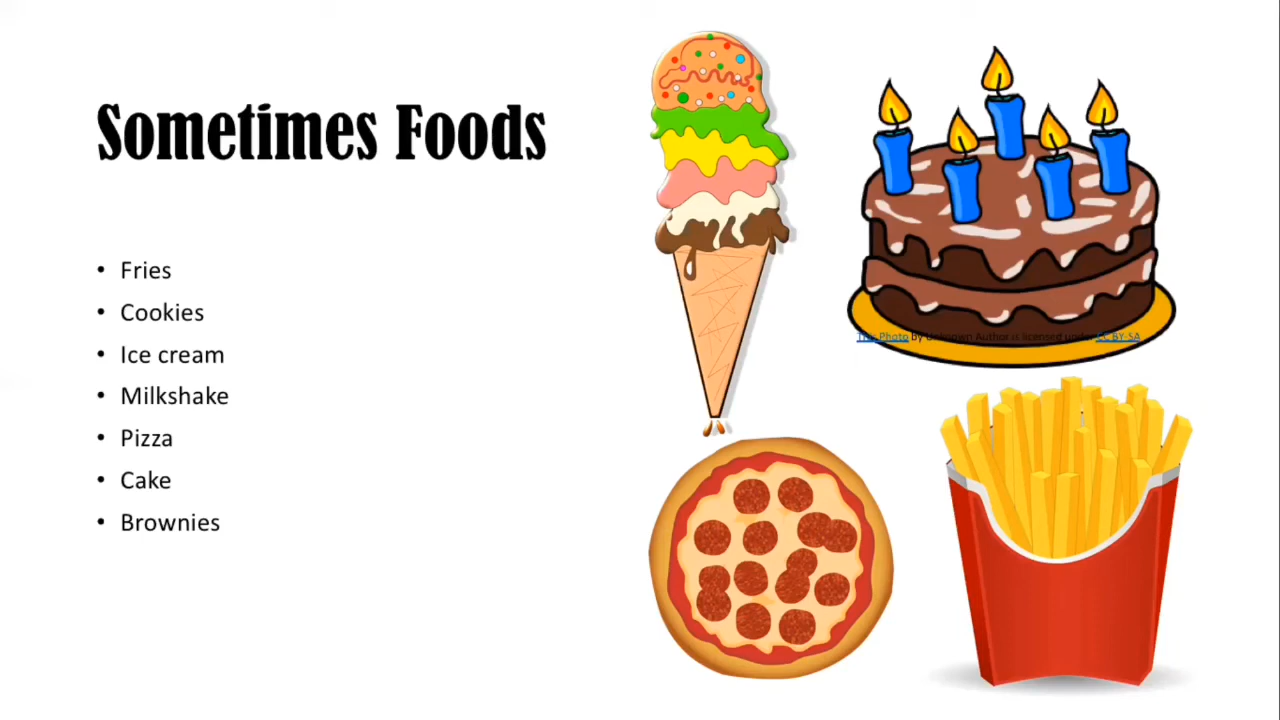 Sometimes Foods
• Fries
• Cookies
• Ice cream
• Milkshake
• Pizza
• Cake
• Brownies
This Photo by Unknown Author is licensed under CC BY-SA